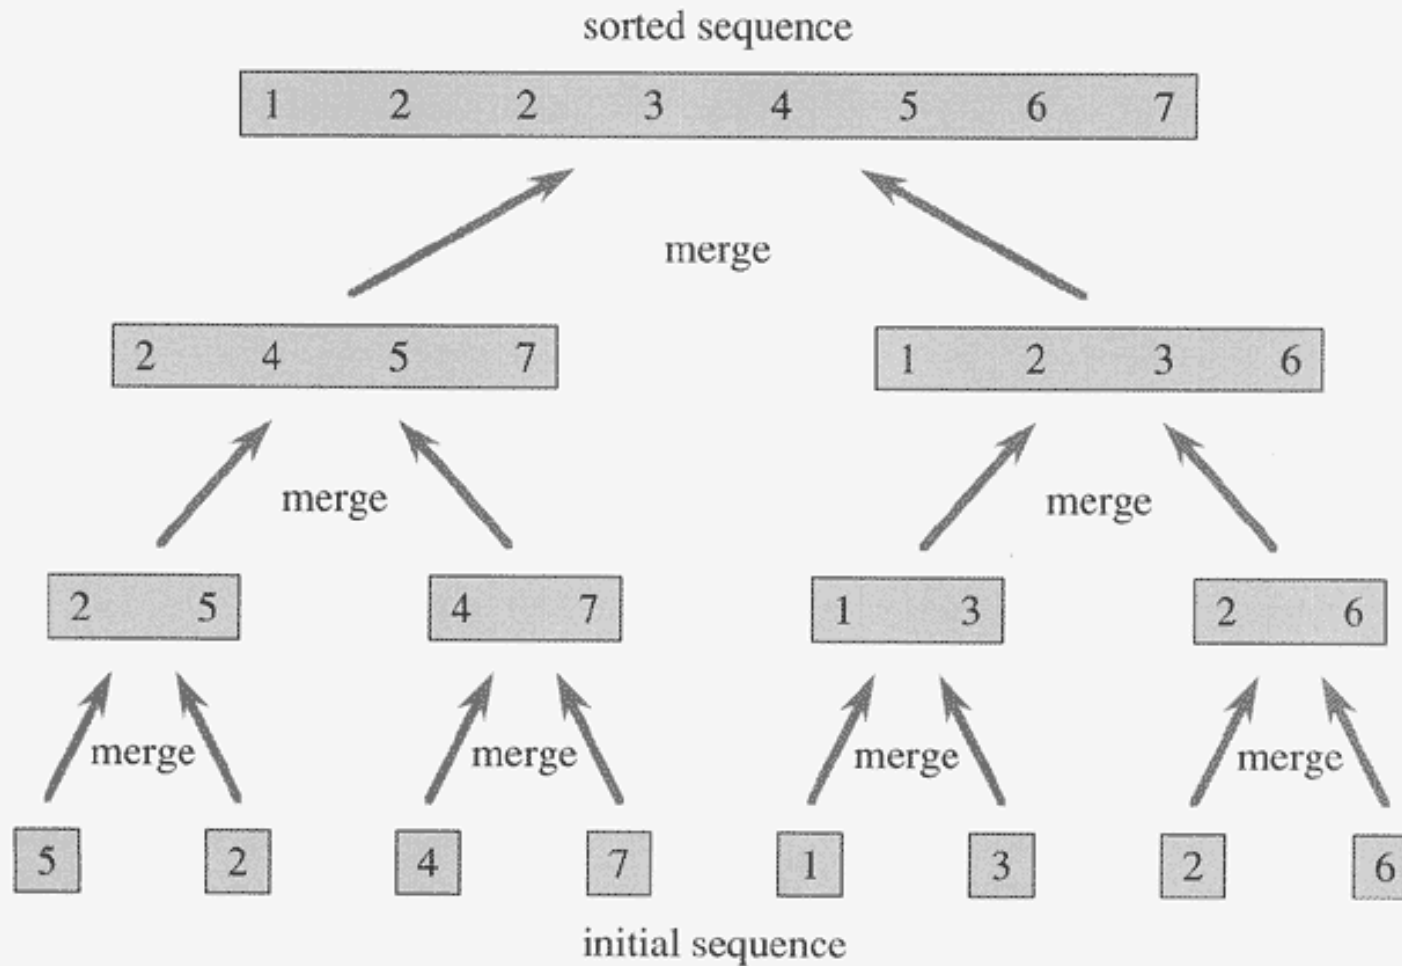 sorted sequence
1 2 2 3 4 5 6 7
merge
2 4 5 7
1 2 3 6
merge
merge
2 5
4 7
1 3
2 6
merge
merge
merge
merge
5
2
4
7
1
3
2
6
initial sequence